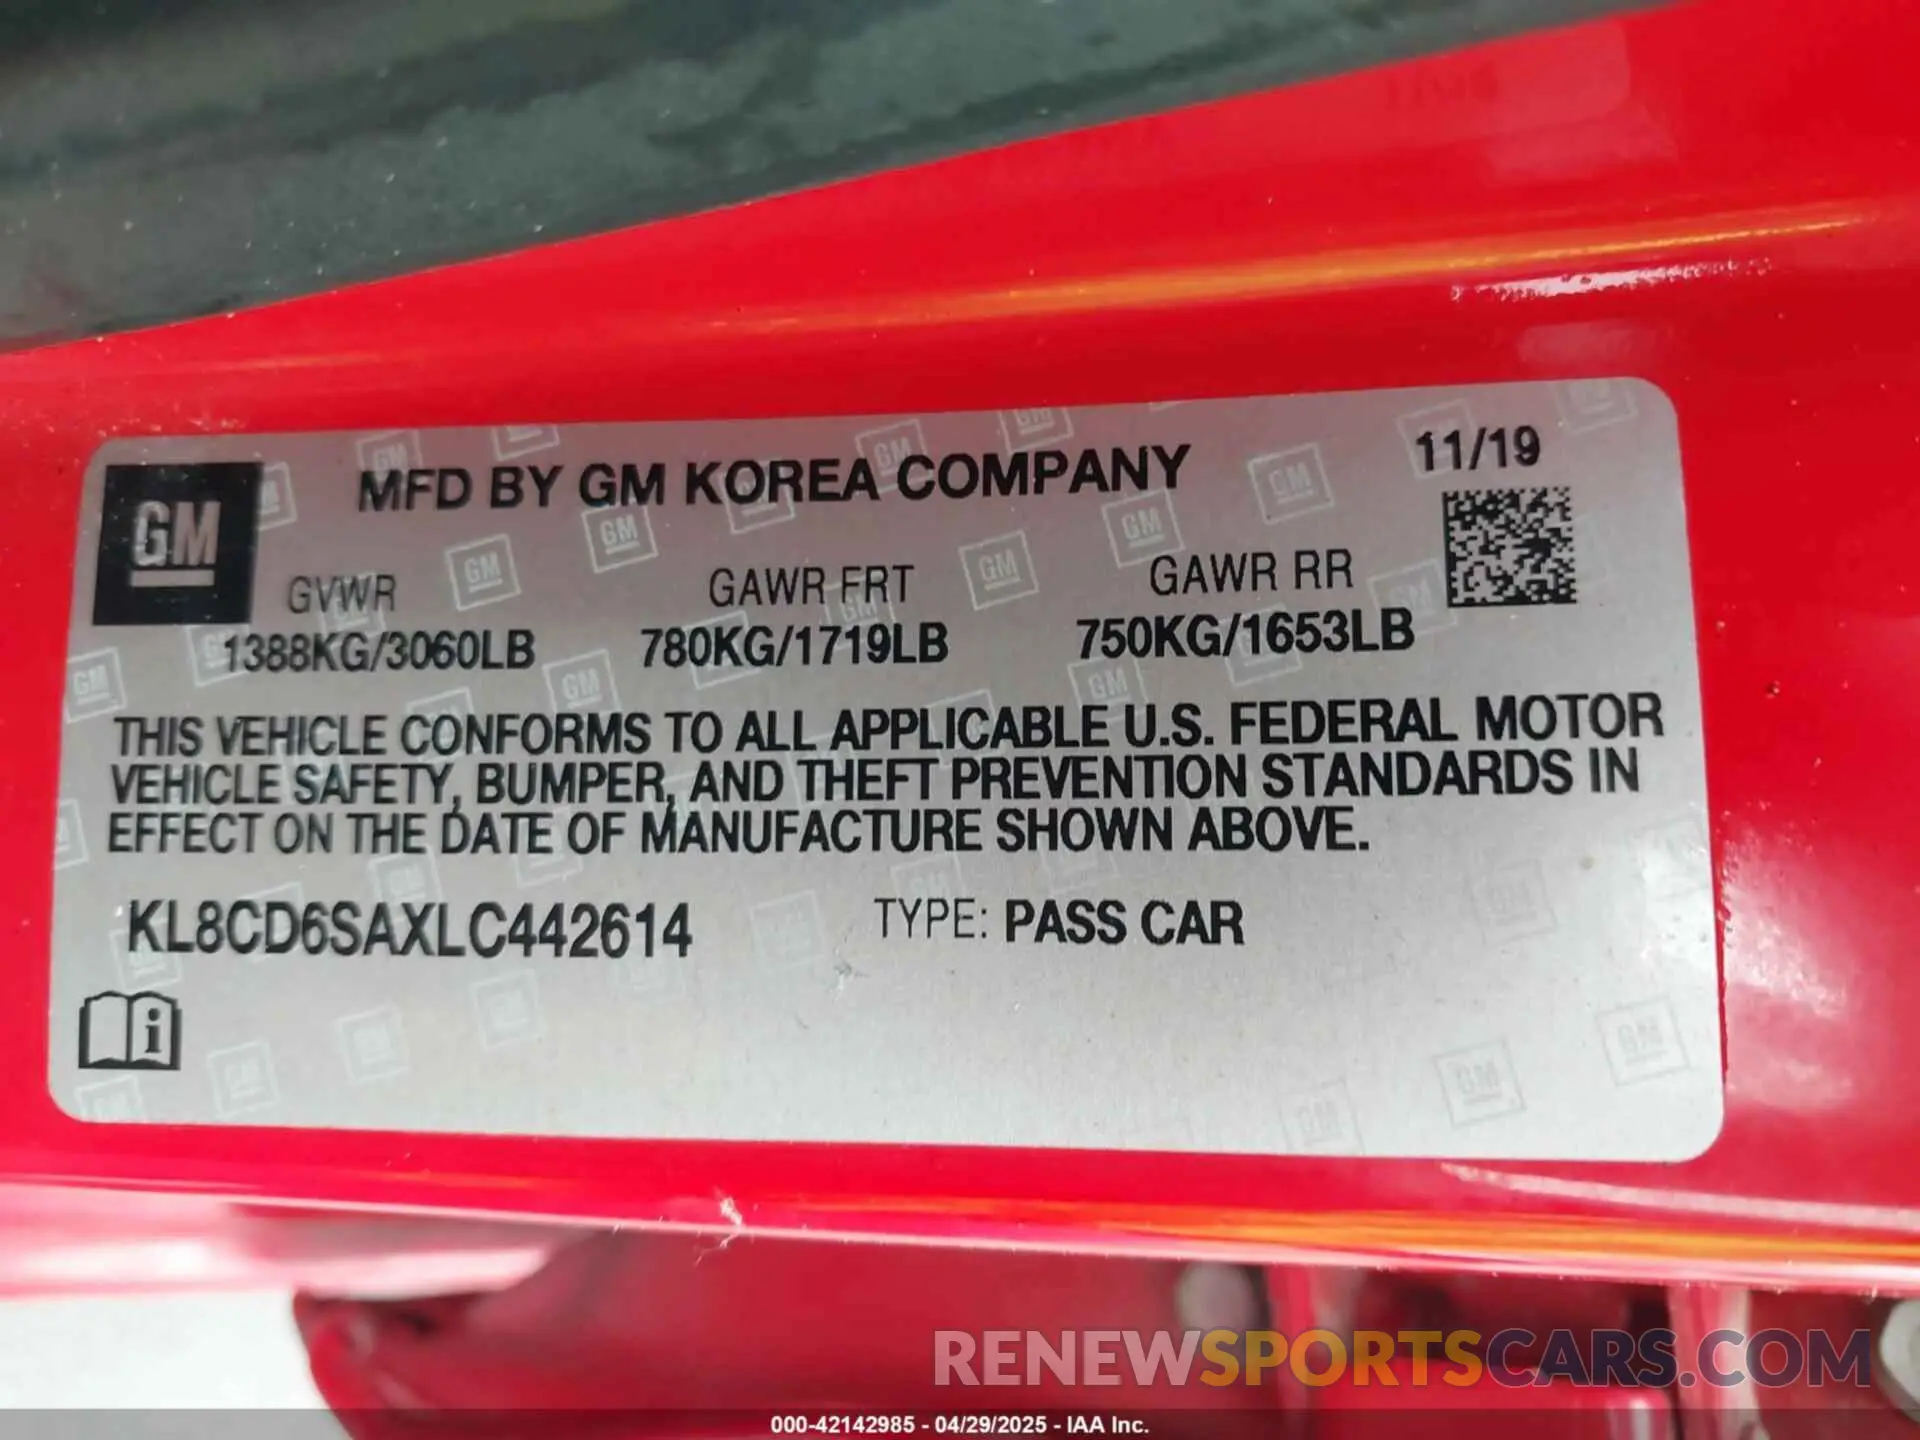 MFD BY GM KOREA COMPANY
11/19
GM
GVWR
GAWR FRT
GAWR RR
1388KG/3060LB
780KG/1719LB
750KG/1653LB
THIS VEHICLE CONFORMS TO ALL APPLICABLE U.S. FEDERAL MOTOR
VEHICLE SAFETY, BUMPER, AND THEFT PREVENTION STANDARDS IN
EFFECT ON THE DATE OF MANUFACTURE SHOWN ABOVE.
KL8CD6SAXLC442614
TYPE: PASS CAR
RENEWSPORTSCARS.COM
000-42142985 - 04/29/2025 - IAA Inc.